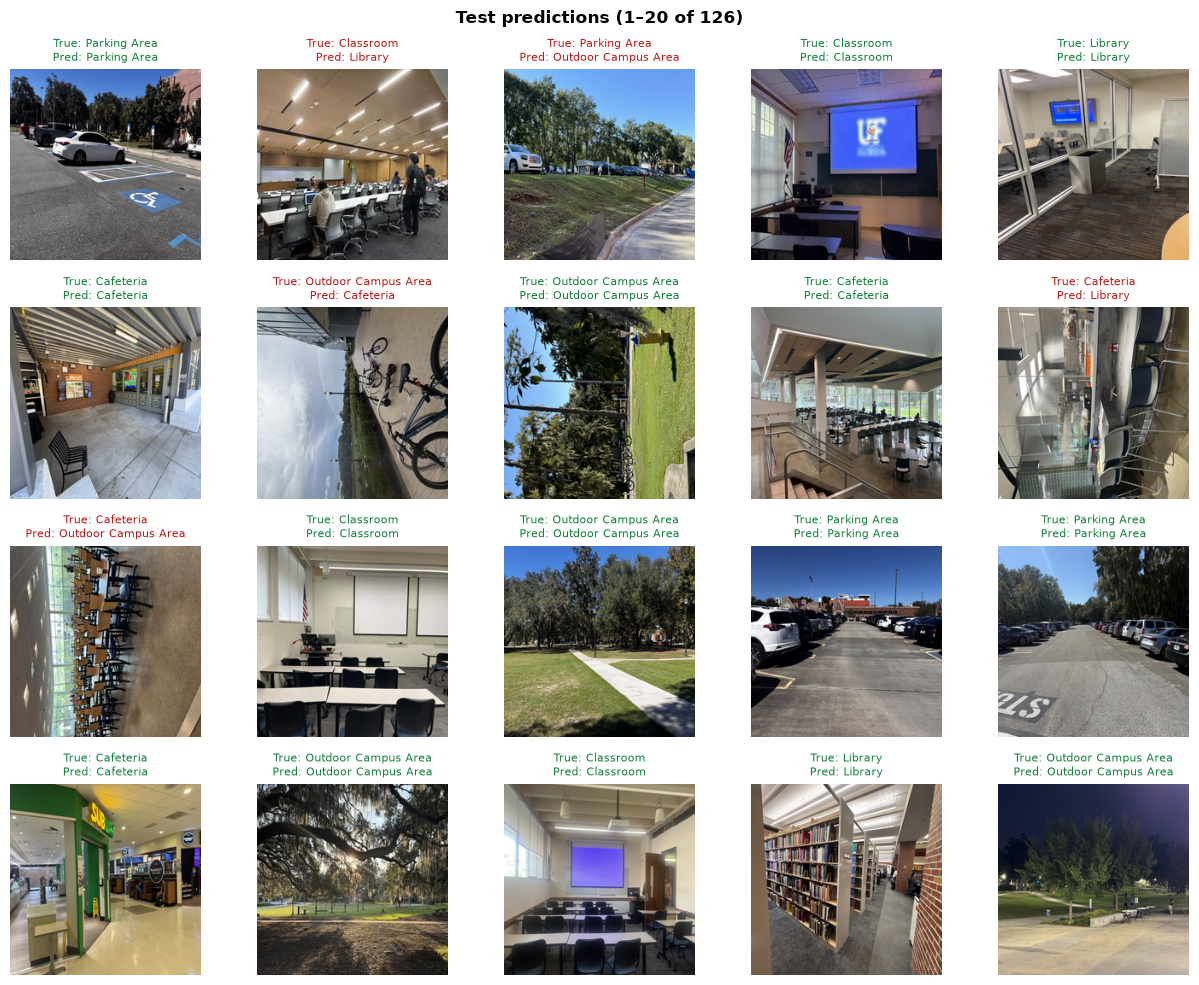 Test predictions (1–20 of 126)
True: Parking Area
Pred: Parking Area
True: Classroom
Pred: Library
True: Parking Area
Pred: Outdoor Campus Area
True: Classroom
Pred: Classroom
True: Library
Pred: Library
UF
True: Cafeteria
Pred: Cafeteria
True: Outdoor Campus Area
Pred: Cafeteria
True: Outdoor Campus Area
Pred: Outdoor Campus Area
True: Cafeteria
Pred: Cafeteria
True: Cafeteria
Pred: Library
True: Cafeteria
Pred: Outdoor Campus Area
True: Classroom
Pred: Classroom
True: Outdoor Campus Area
Pred: Outdoor Campus Area
True: Parking Area
Pred: Parking Area
True: Parking Area
Pred: Parking Area
True: Cafeteria
Pred: Cafeteria
True: Outdoor Campus Area
Pred: Outdoor Campus Area
True: Classroom
Pred: Classroom
True: Library
Pred: Library
True: Outdoor Campus Area
Pred: Outdoor Campus Area